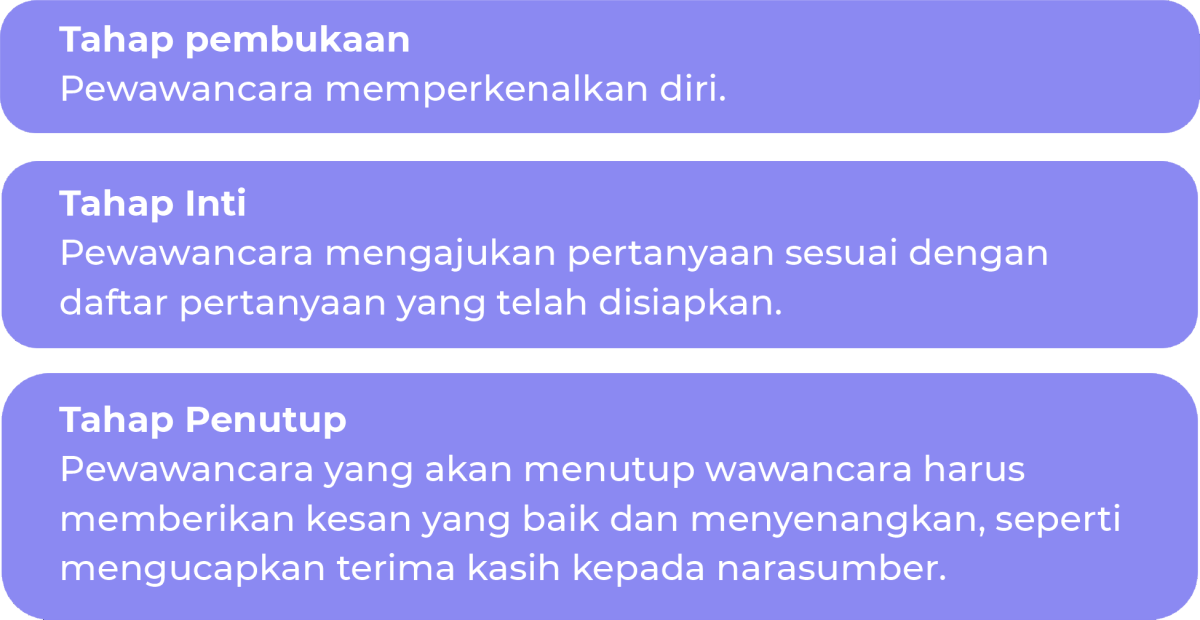 Tahap pembukaan
Pewawancara memperkenalkan diri.
Tahap Inti
Pewawancara mengajukan pertanyaan sesuai dengan
daftar pertanyaan yang telah disiapkan.
Tahap Penutup
Pewawancara yang akan menutup wawancara harus
memberikan kesan yang baik dan menyenangkan, seperti
mengucapkan terima kasih kepada narasumber.